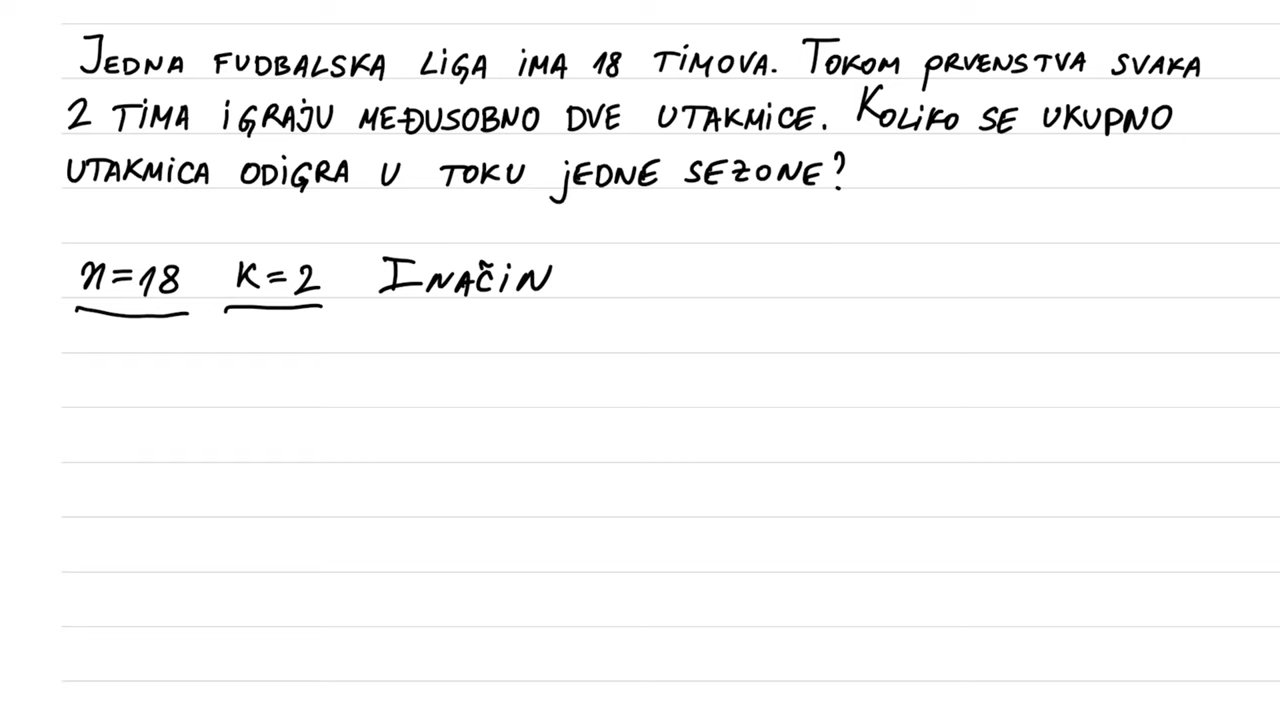 JEDNA FUDBALSKA LIGA IMA 18 TIMOVA. TOKOM PRVENSTVA SVAKA
2 TIMA IGRAJU MEĐUSOBNO DVE UTAKMICE. KOLIKO SE UKUPNO
UTAKMICA ODIGRA U TOKU JEDNE SEZONE?
n=18 K=2 I NAČIN